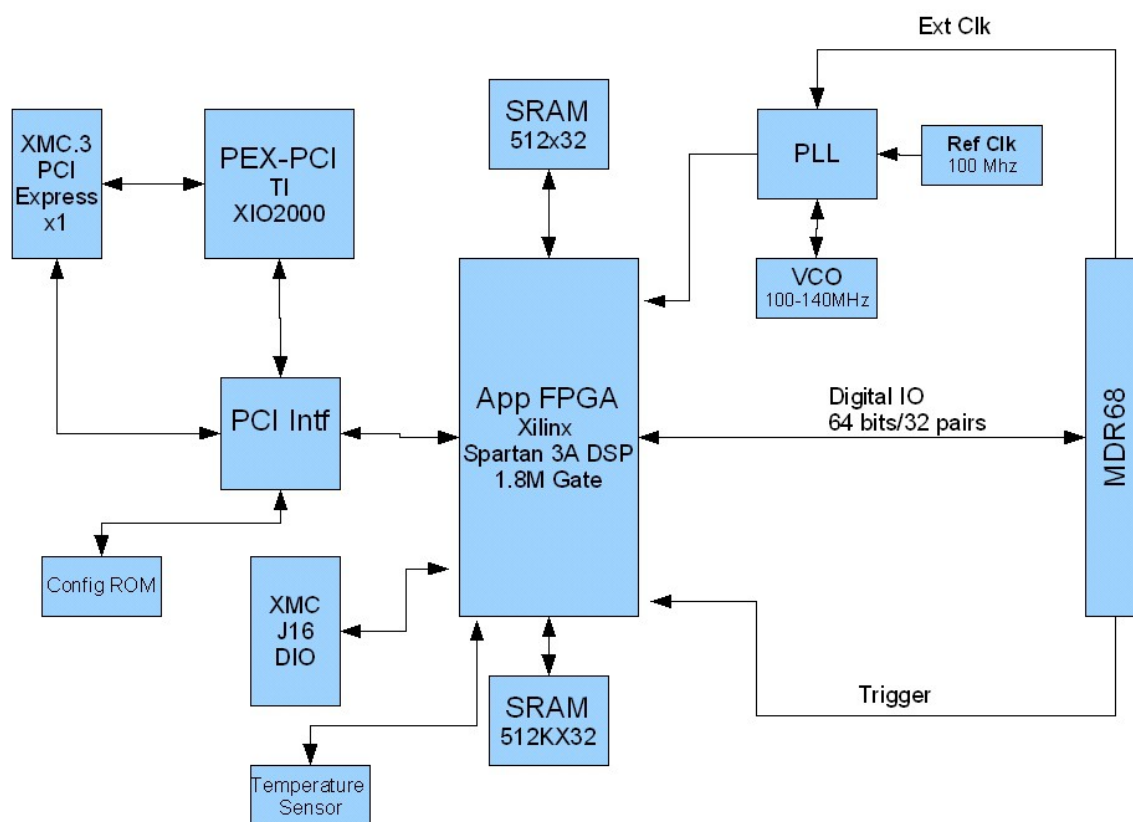 Ext Clk
SRAM
512x32
XMC.3
PCI
Express
x1
PEX-PCI
TI
XIO2000
PLL
Ref Clk
100 Mhz
VCO
100-140MHz
App FPGA
Xilinx
Spartan 3A DSP
1.8M Gate
PCI Intf
Digital IO
64 bits/32 pairs
MDR68
Config ROM
XMC
J16
DIO
SRAM
512KX32
Trigger
Temperature
Sensor